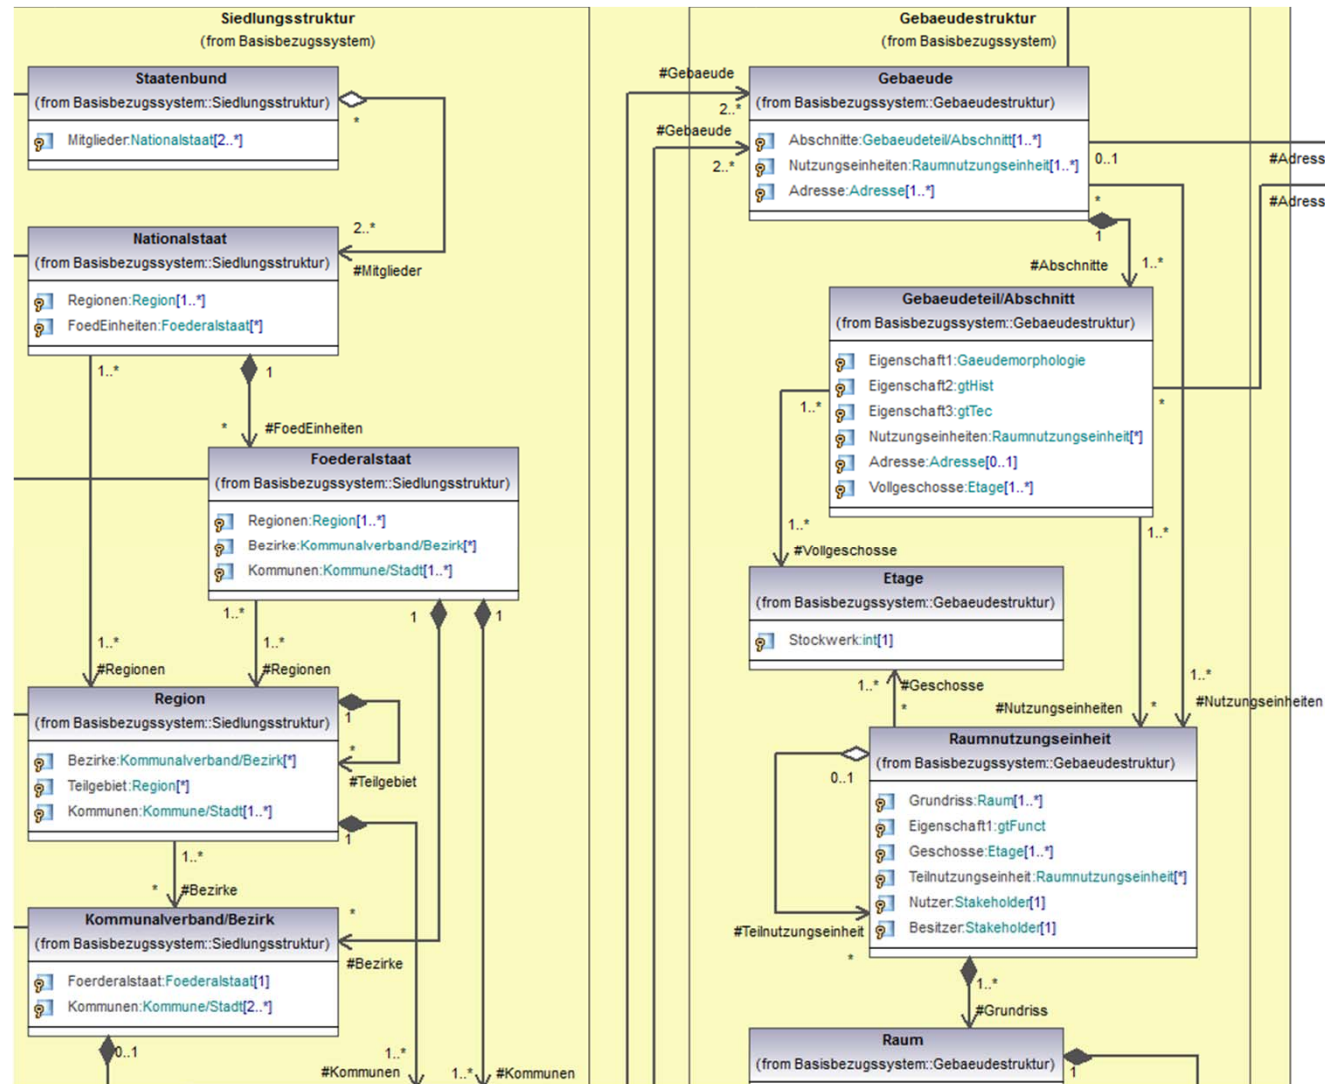 Siedlungsstruktur
(from Basisbezugssystem)
Staatenbund
(from Basisbezugssystem::Siedlungsstruktur)
Mitglieder:Nationalstaat[2..*]
*
2..*
#Mitglieder
Nationalstaat
(from Basisbezugssystem::Siedlungsstruktur)
Regionen:Region[1..*]
FoedEinheiten:Foederalstaat[*]
1..*
1
*
#FoedEinheiten
Foederalstaat
(from Basisbezugssystem::Siedlungsstruktur)
Regionen:Region[1..*]
Bezirke:Kommunalverband/Bezirk[*]
Kommunen:Kommune/Stadt[1..*]
1..*
1
1
1..*
1..*
#Regionen
#Regionen
Region
(from Basisbezugssystem::Siedlungsstruktur)
Bezirke:Kommunalverband/Bezirk[*]
Teilgebiet:Region[*]
Kommunen:Kommune/Stadt[1..*]
1
*
#Teilgebiet
1
1..*
*
#Bezirke
Kommunalverband/Bezirk
(from Basisbezugssystem::Siedlungsstruktur)
Foerderalstaat:Foederalstaat[1]
Kommunen:Kommune/Stadt[2..*]
*
#Bezirke
0..1
1..*
#Kommunen
1..*
#Kommunen
Gebaeudestruktur
(from Basisbezugssystem)
#Gebaeude
2..*
#Gebaeude
2..*
Gebaeude
(from Basisbezugssystem::Gebaeudestruktur)
Abschnitte:Gebaeudeteil/Abschnitt[1..*]
Nutzungseinheiten:Raumnutzungseinheit[1..*]
Adresse:Adresse[1..*]
0..1
#Adress
*
#Adress
1
#Abschnitte
1..*
Gebaeudeteil/Abschnitt
(from Basisbezugssystem::Gebaeudestruktur)
Eigenschaft1:Gaeudemorphologie
Eigenschaft2:gtHist
Eigenschaft3:gtTec
Nutzungseinheiten:Raumnutzungseinheit[*]
Adresse:Adresse[0..1]
Vollgeschosse:Etage[1..*]
1..*
*
1..*
1..*
#Vollgeschosse
Etage
(from Basisbezugssystem::Gebaeudestruktur)
Stockwerk:int[1]
1..*
#Geschosse
*
#Nutzungseinheiten
*
1..*
#Nutzungseinheiten
Raumnutzungseinheit
(from Basisbezugssystem::Gebaeudestruktur)
Grundriss:Raum[1..*]
Eigenschaft1:gtFunct
Geschosse:Etage[1..*]
Teilnutzungseinheit:Raumnutzungseinheit[*]
Nutzer:Stakeholder[1]
Besitzer:Stakeholder[1]
0..1
#Teilnutzungseinheit
*
1..*
#Grundriss
Raum
(from Basisbezugssystem::Gebaeudestruktur)
1